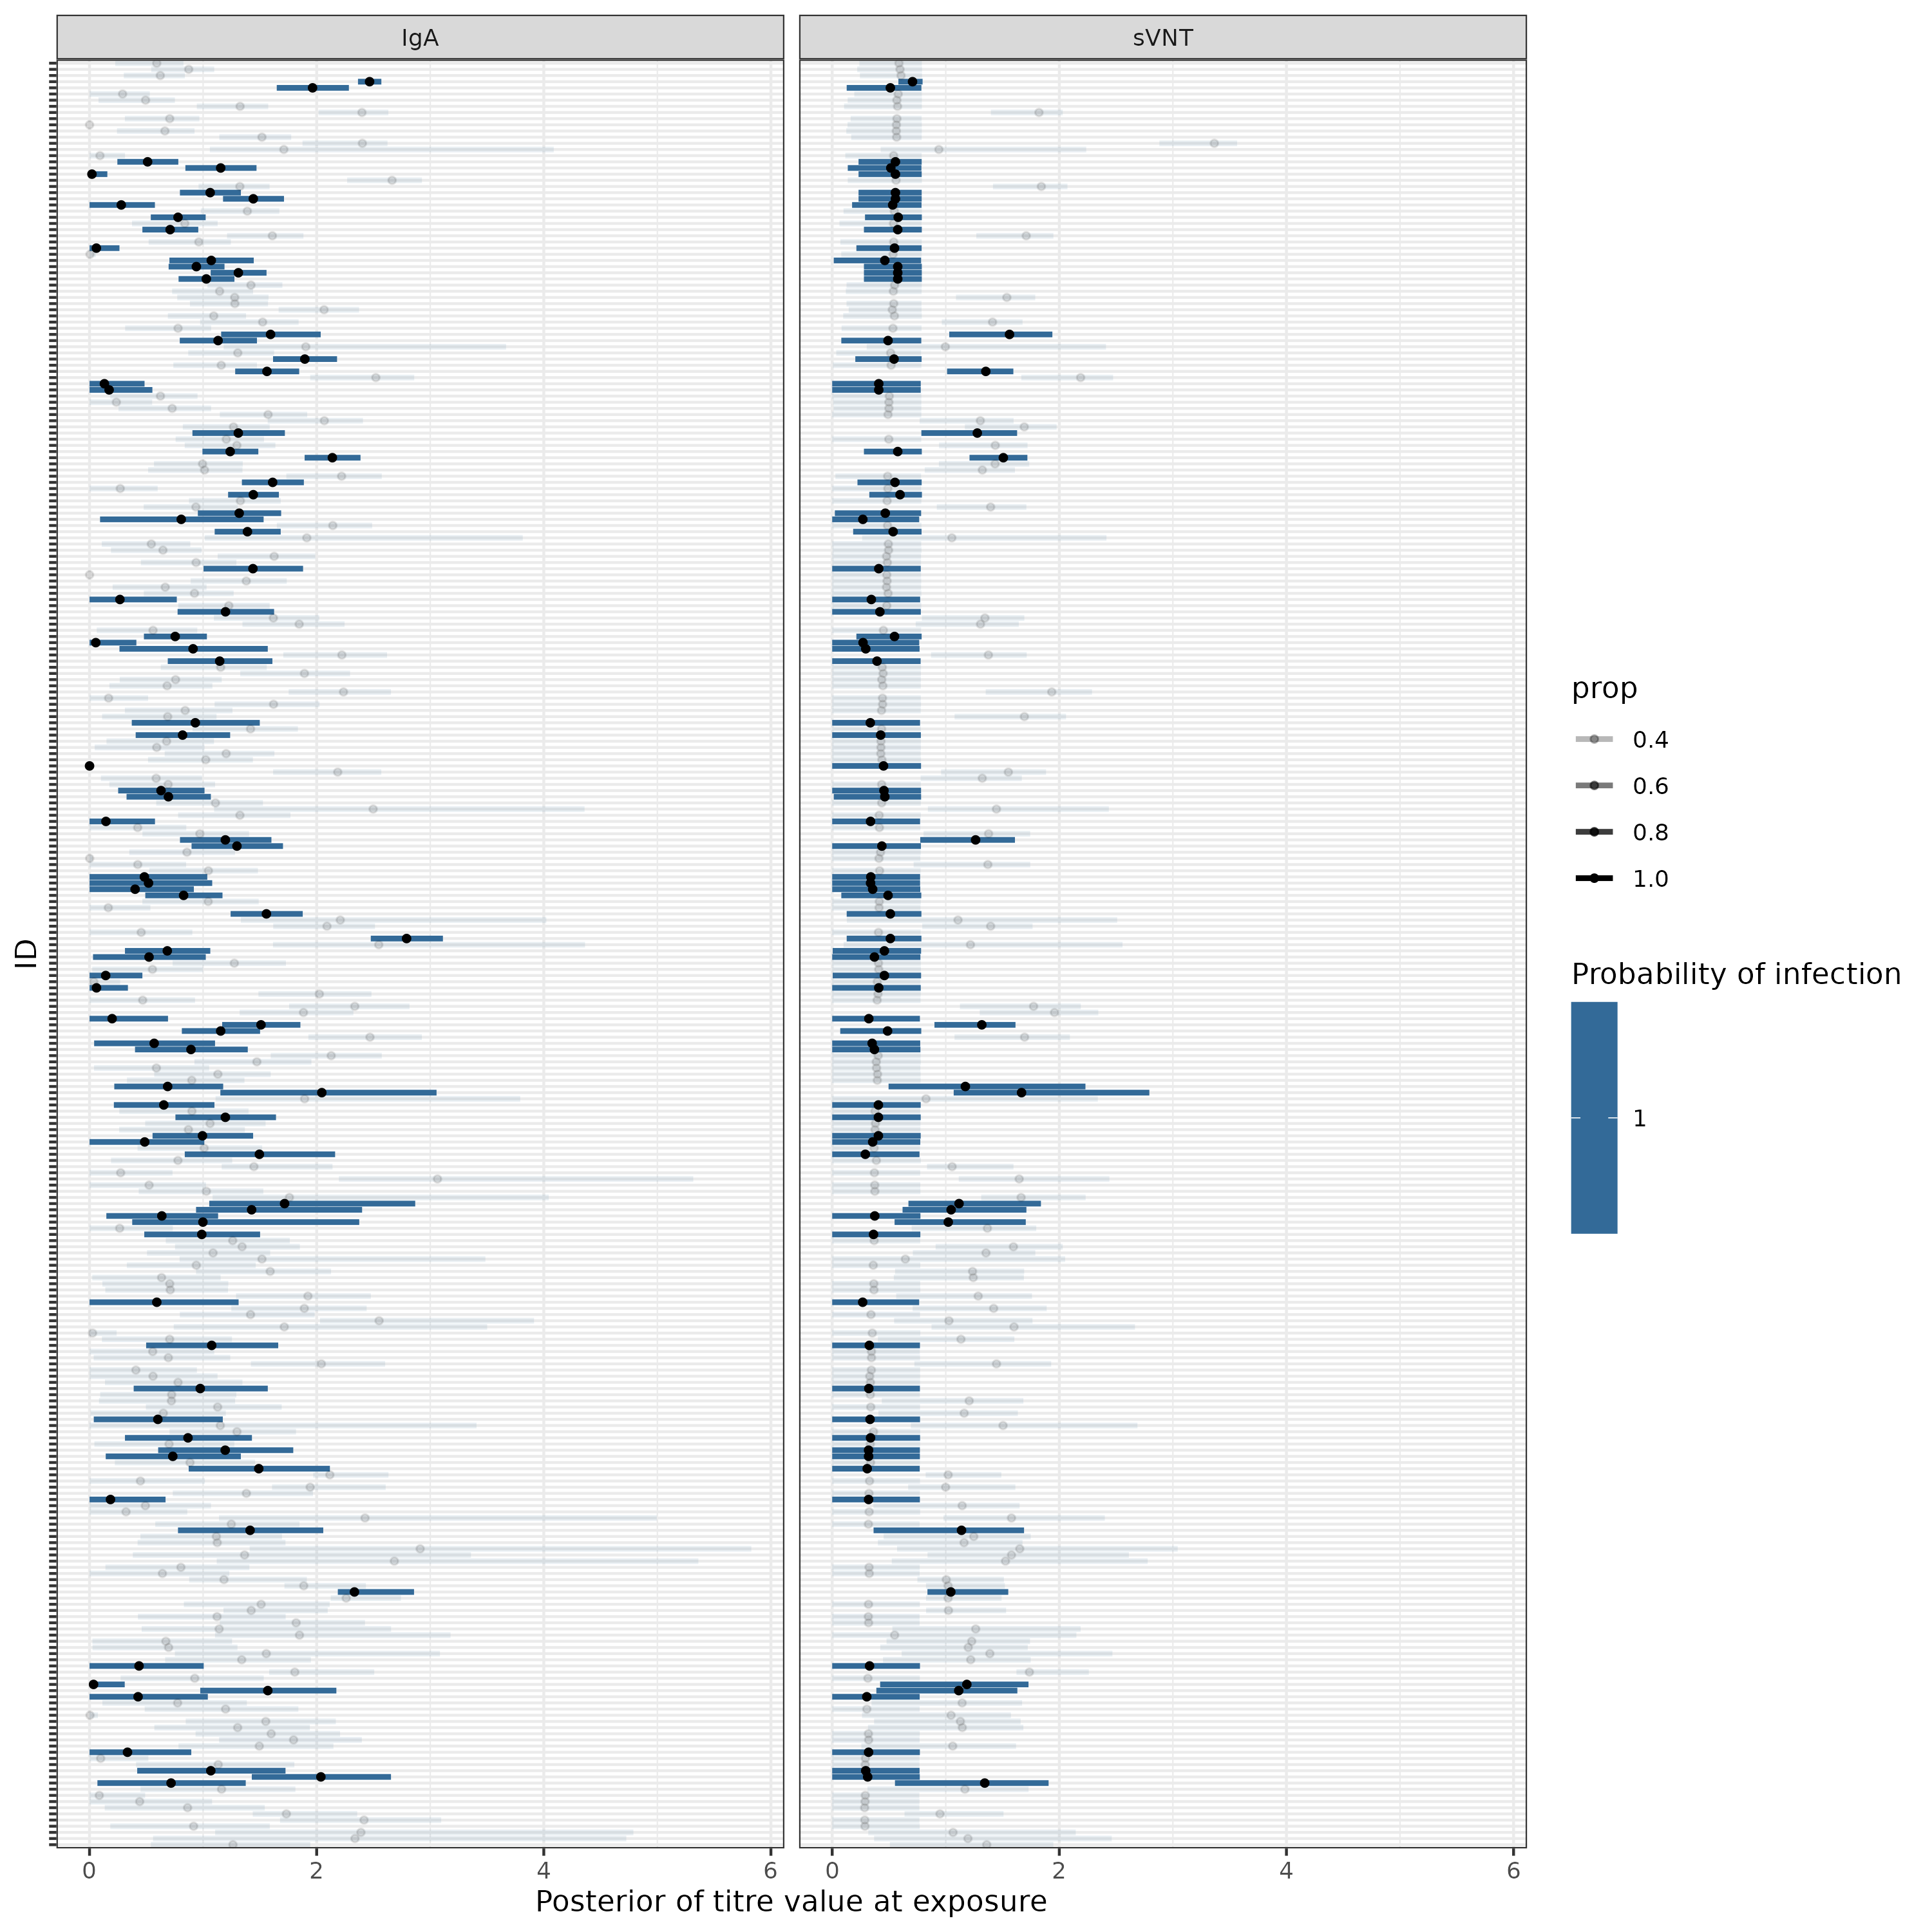 IgA
sVNT
ID
0
2
4
6
0
2
4
6
Posterior of titre value at exposure
prop
0.4
0.6
0.8
1.0
Probability of infection
1